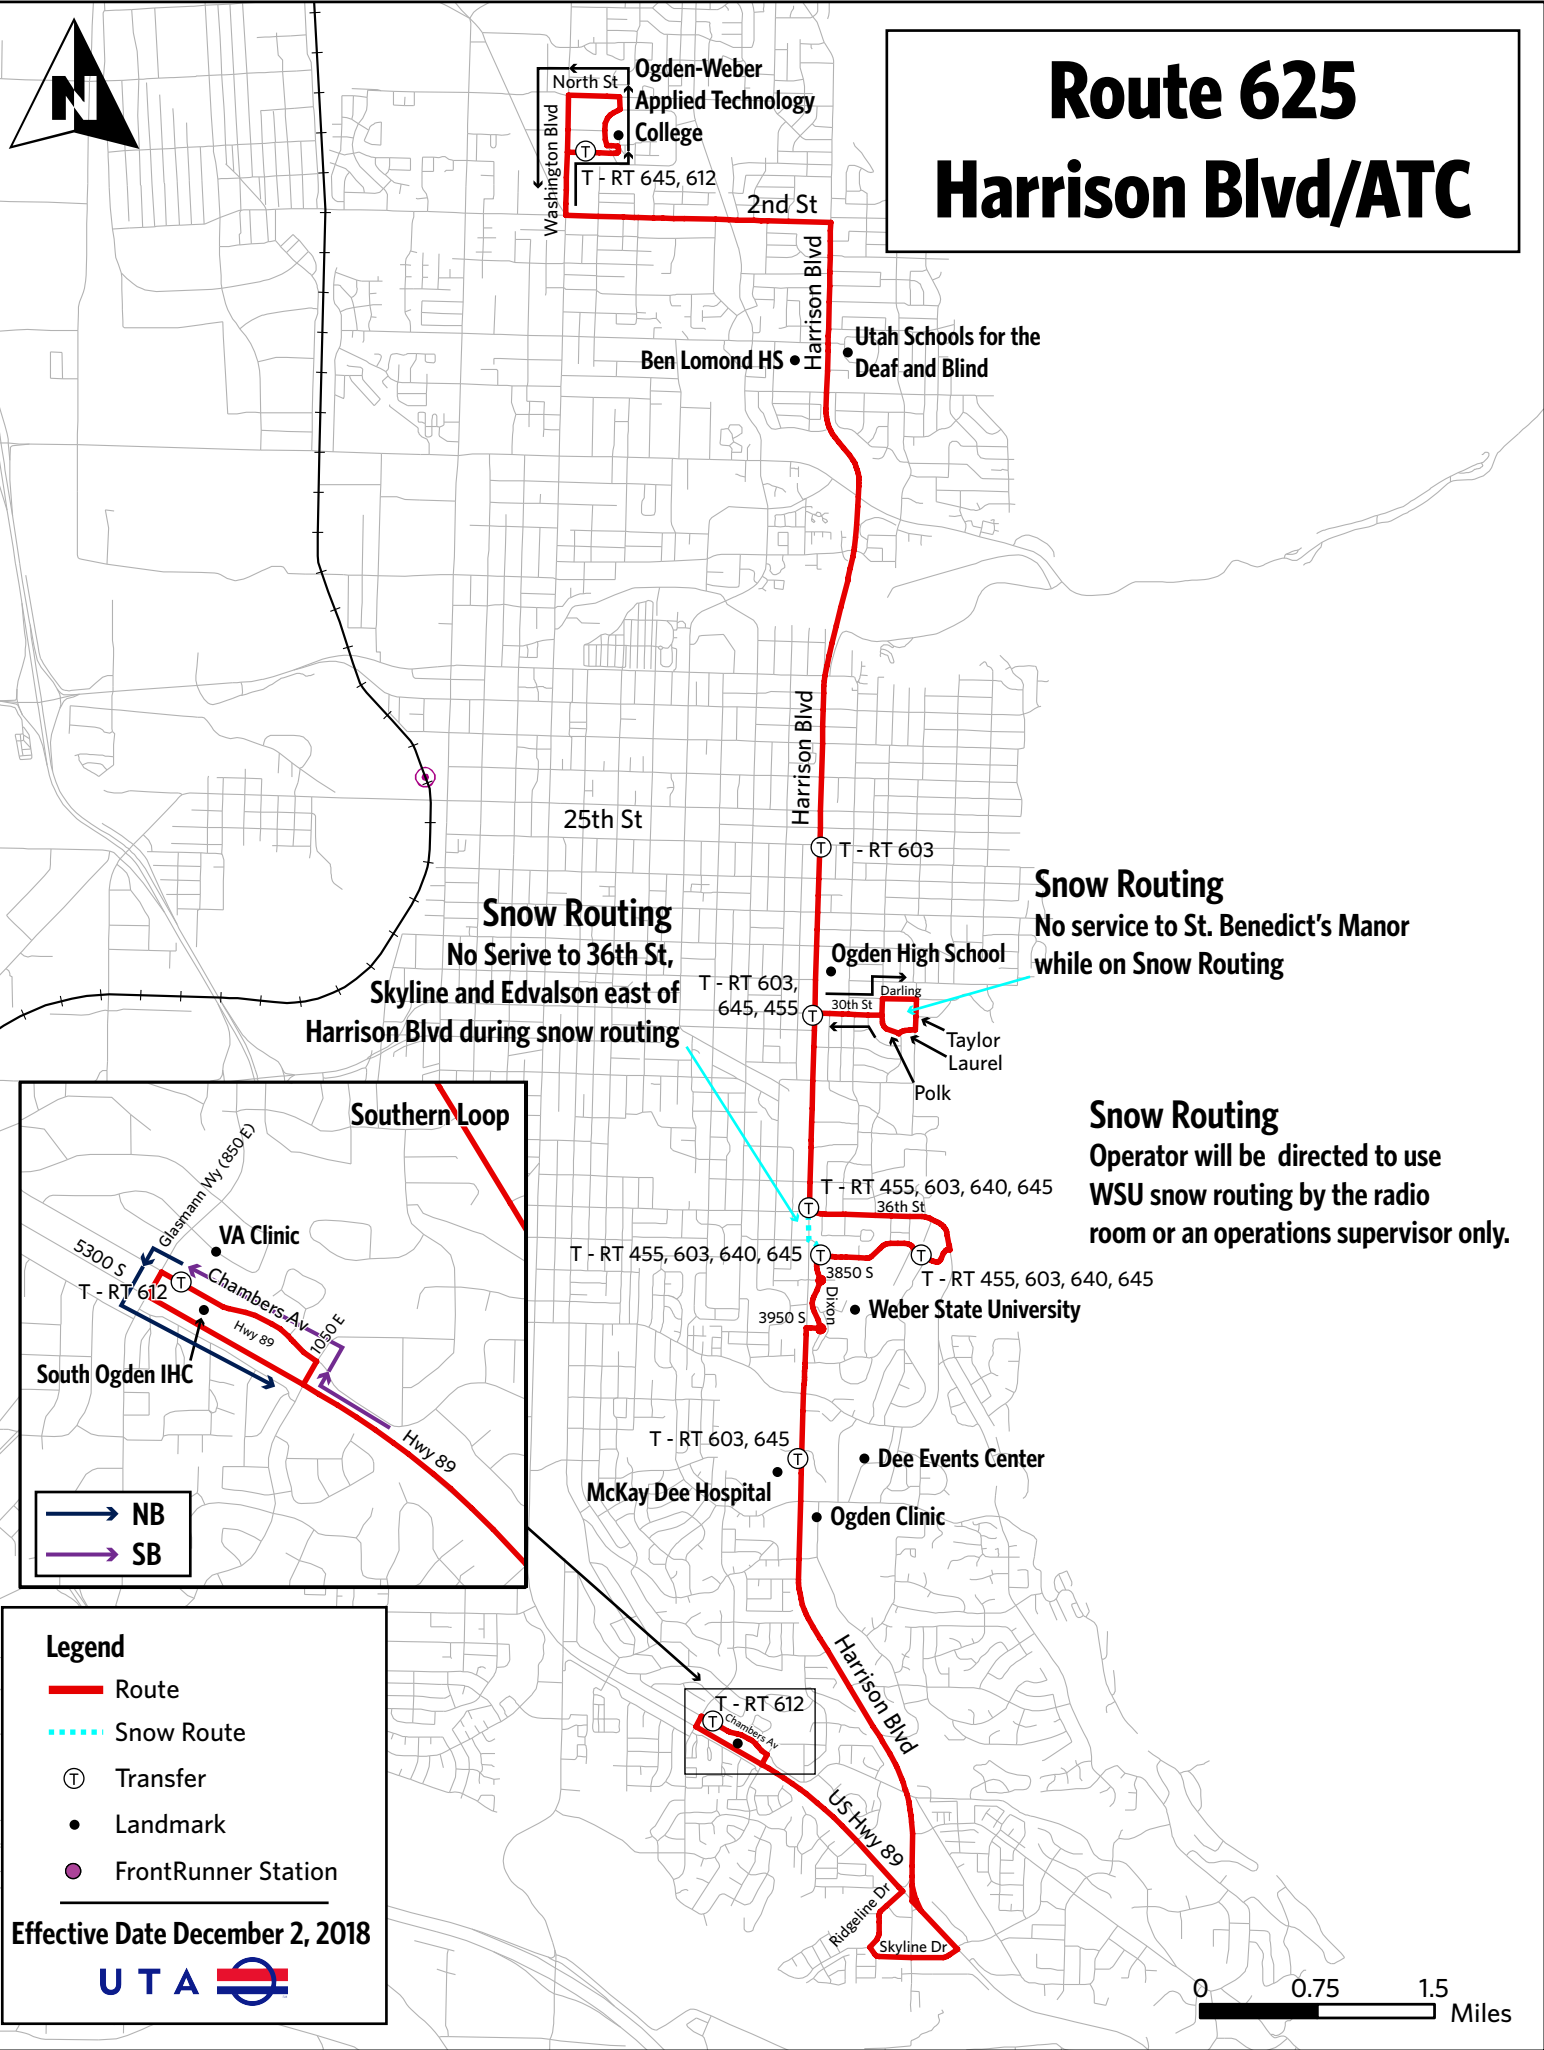 N
Route 625
Harrison Blvd/ATC
Ogden-Weber
Applied Technology
College
North St
Washington Blvd
T
T - RT 645, 612
2nd St
Harrison Blvd
Ben Lomond HS
Utah Schools for the
Deaf and Blind
Harrison Blvd
25th St
T
T - RT 603
Snow Routing
No service to St. Benedict's Manor
while on Snow Routing
Snow Routing
No Serive to 36th St,
Skyline and Edvalson east of
Harrison Blvd during snow routing
Ogden High School
T - RT 603,
645, 455
T
30th St
Darling
Taylor
Laurel
Polk
Snow Routing
Operator will be directed to use
WSU snow routing by the radio
room or an operations supervisor only.
T - RT 455, 603, 640, 645
T
36th St
T - RT 455, 603, 640, 645
T
T
T - RT 455, 603, 640, 645
3850 S
Dixon
3950 S
Weber State University
T - RT 603, 645
T
Dee Events Center
McKay Dee Hospital
Ogden Clinic
Southern Loop
Glasmann Wy (850 E)
VA Clinic
5300 S
T - RT 612
T
Chambers Av
Hwy 89
1050 E
South Ogden IHC
Hwy 89
NB
SB
Harrison Blvd
T - RT 612
T
Chambers Av
US Hwy 89
Ridgeline Dr
Skyline Dr
Legend
Route
Snow Route
T
Transfer
Landmark
FrontRunner Station
Effective Date December 2, 2018
U T A
0 0.75 1.5
Miles